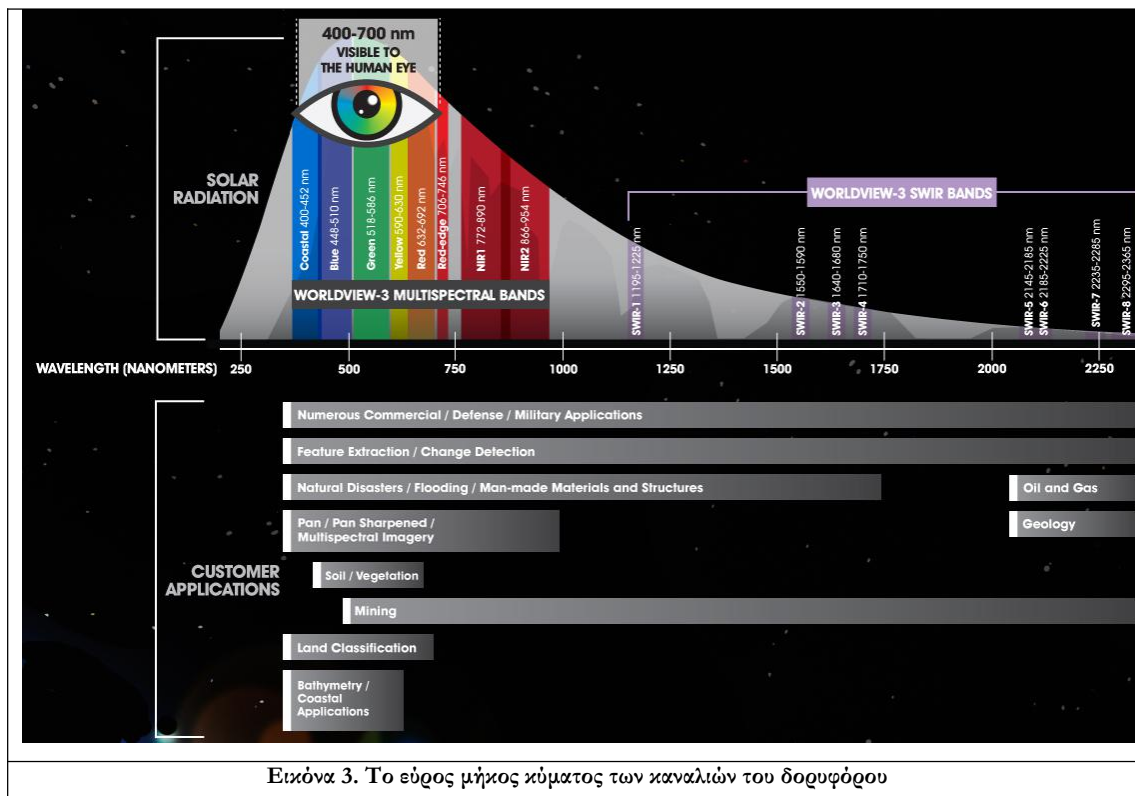 400-700 nm
VISIBLE TO
THE HUMAN EYE
SOLAR
RADIATION
Coastal 400-452 nm
Blue 448-510 nm
Green 518-586 nm
Yellow 590-630 nm
Red 632-692 nm
Red-edge 706-746 nm
NIR1 772-890 nm
NIR2 866-954 nm
WORLDVIEW-3 MULTISPECTRAL BANDS
WORLDVIEW-3 SWIR BANDS
SWIR-1 1195-1225 nm
SWIR-2 1550-1590 nm
SWIR-3 1640-1680 nm
SWIR-4 1710-1750 nm
SWIR-5 2145-2185 nm
SWIR-6 2185-2225 nm
SWIR-7 2235-2285 nm
SWIR-8 2295-2365 nm
WAVELENGTH (NANOMETERS) 250 500 750 1000 1250 1500 1750 2000 2250
CUSTOMER
APPLICATIONS
Numerous Commercial / Defense / Military Applications
Feature Extraction / Change Detection
Natural Disasters / Flooding / Man-made Materials and Structures
Oil and Gas
Pan / Pan Sharpened /
Multispectral Imagery
Geology
Soil / Vegetation
Mining
Land Classification
Bathymetry /
Coastal
Applications
Εικόνα 3. Το εύρος μήκος κύματος των καναλιών του δορυφόρου